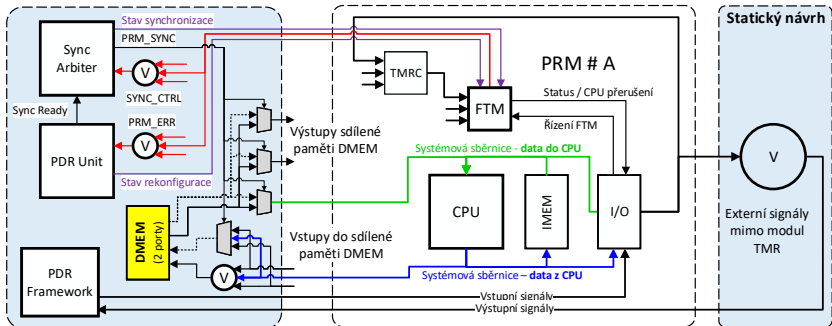 Stav synchronizace
Statický návrh
PRM_SYNC
Sync
Arbiter
V
SYNC_CTRL
Sync Ready
PRM_ERR
PDR Unit
V
Stav rekonfigurace
Výstupy sdílené
paměti DMEM
DMEM
(2 porty)
Vstupy do sdílené
paměti DMEM
V
PDR
Framework
TMRC
PRM # A
FTM
Status / CPU přerušení
Řízení FTM
Systémová sběrnice - data do CPU
CPU
IMEM
I/O
Systémová sběrnice – data z CPU
Vstupní signály
Výstupní signály
V
Externí signály
mimo modul
TMR